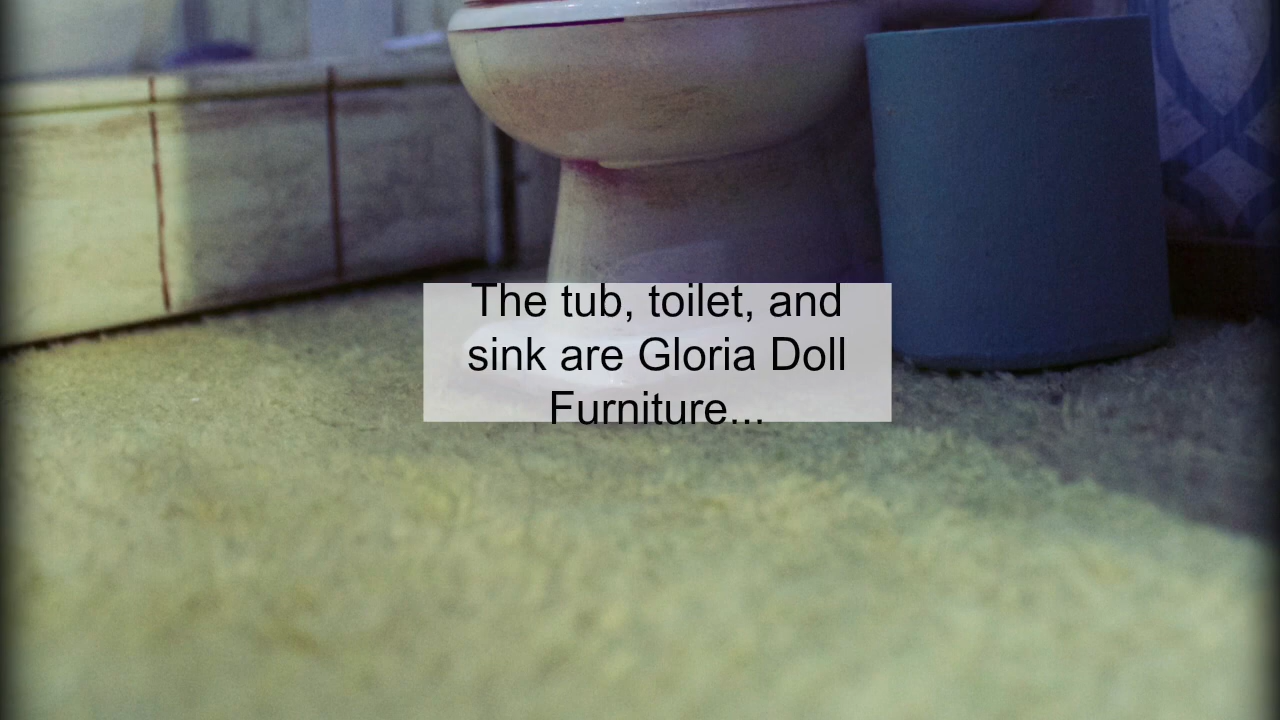 The tub, toilet, and
sink are Gloria Doll
Furniture...